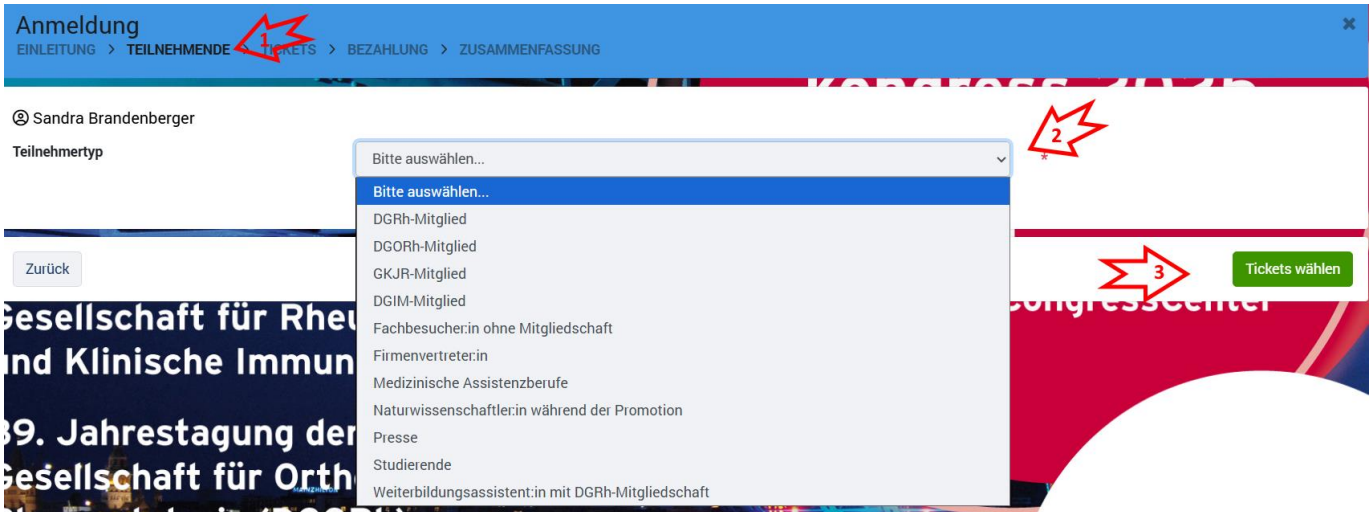 Anmeldung
EINLEITUNG > TEILNEHMENDE > TICKETS > BEZAHLUNG > ZUSAMMENFASSUNG
1
Kongress 2025
Sandra Brandenberger
Teilnehmertyp
Bitte auswählen...
*
2
Bitte auswählen...
DGRh-Mitglied
DGORh-Mitglied
GKJR-Mitglied
DGIM-Mitglied
Fachbesucher:in ohne Mitgliedschaft
Firmenvertreter:in
Medizinische Assistenzberufe
Naturwissenschaftler:in während der Promotion
Presse
Studierende
Weiterbildungsassistent:in mit DGRh-Mitgliedschaft
Zurück
3
Tickets wählen
CongressCenter
Gesellschaft für Rheu
und Klinische Immun
39. Jahrestagung der
Gesellschaft für Orth